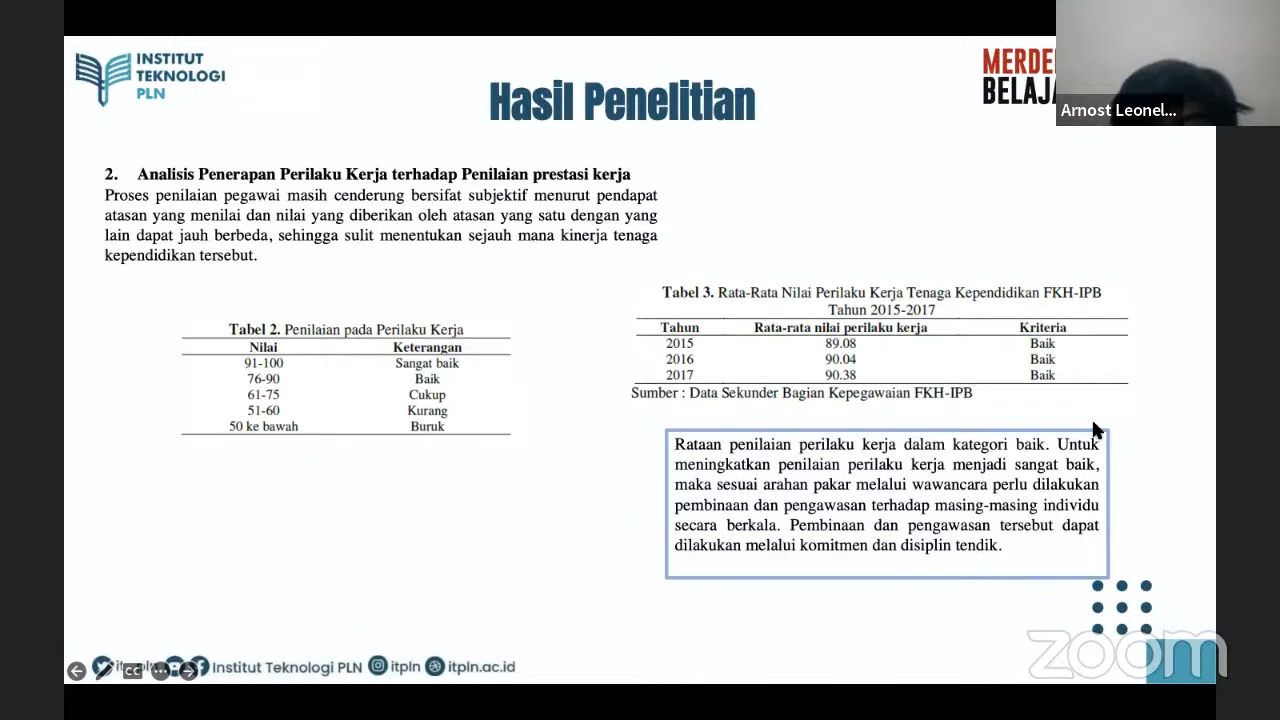 INSTITUT
TEKNOLOGI
PLN
Hasil Penelitian
MERDE
BELAJA
Arnost Leonel...
2. Analisis Penerapan Perilaku Kerja terhadap Penilaian prestasi kerja
Proses penilaian pegawai masih cenderung bersifat subjektif menurut pendapat
atasan yang menilai dan nilai yang diberikan oleh atasan yang satu dengan yang
lain dapat jauh berbeda, sehingga sulit menentukan sejauh mana kinerja tenaga
kependidikan tersebut.
Tabel 2. Penilaian pada Perilaku Kerja
Nilai Keterangan
91-100 Sangat baik
76-90 Baik
61-75 Cukup
51-60 Kurang
50 ke bawah Buruk
Tabel 3. Rata-Rata Nilai Perilaku Kerja Tenaga Kependidikan FKH-IPB
Tahun 2015-2017
Tahun Rata-rata nilai perilaku kerja Kriteria
2015 89.08 Baik
2016 90.04 Baik
2017 90.38 Baik
Sumber : Data Sekunder Bagian Kepegawaian FKH-IPB
Rataan penilaian perilaku kerja dalam kategori baik. Untuk
meningkatkan penilaian perilaku kerja menjadi sangat baik,
maka sesuai arahan pakar melalui wawancara perlu dilakukan
pembinaan dan pengawasan terhadap masing-masing individu
secara berkala. Pembinaan dan pengawasan tersebut dapat
dilakukan melalui komitmen dan disiplin tendik.
CC
Institut Teknologi PLN itpln itpln.ac.id
zoom